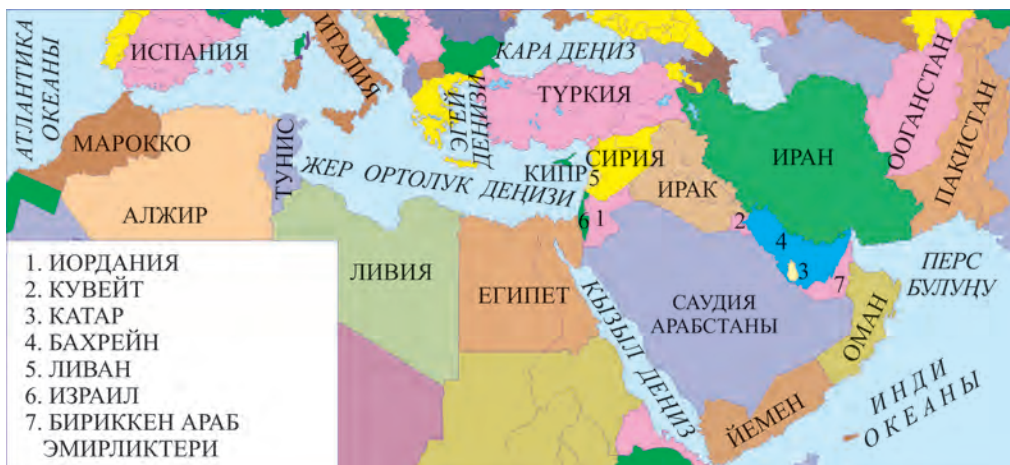 АТЛАНТИКА
ОКЕАНЫ
ИСПАНИЯ
ИТАЛИЯ
КАРА ДЕҢИЗ
ЭГЕЙ
ДЕҢИЗИ
ТҮРКИЯ
ООГАНСТАН
ПАКИСТАН
МАРОККО
ТУНИС
ЖЕР ОРТОЛУК ДЕҢИЗИ
КИПР
5
СИРИЯ
ИРАК
ИРАН
АЛЖИР
6
1
2
4
3
7
ЛИВИЯ
ЕГИПЕТ
КЫЗЫЛ ДЕҢИЗ
САУДИЯ
АРАБСТАНЫ
ОМАН
ЙЕМЕН
ПЕРС
БУЛУҢУ
ИНДИ
ОКЕАНЫ
1. ИОРДАНИЯ
2. КУВЕЙТ
3. КАТАР
4. БАХРЕЙН
5. ЛИВАН
6. ИЗРАИЛ
7. БИРИККЕН АРАБ
ЭМИРЛИКТЕРИ